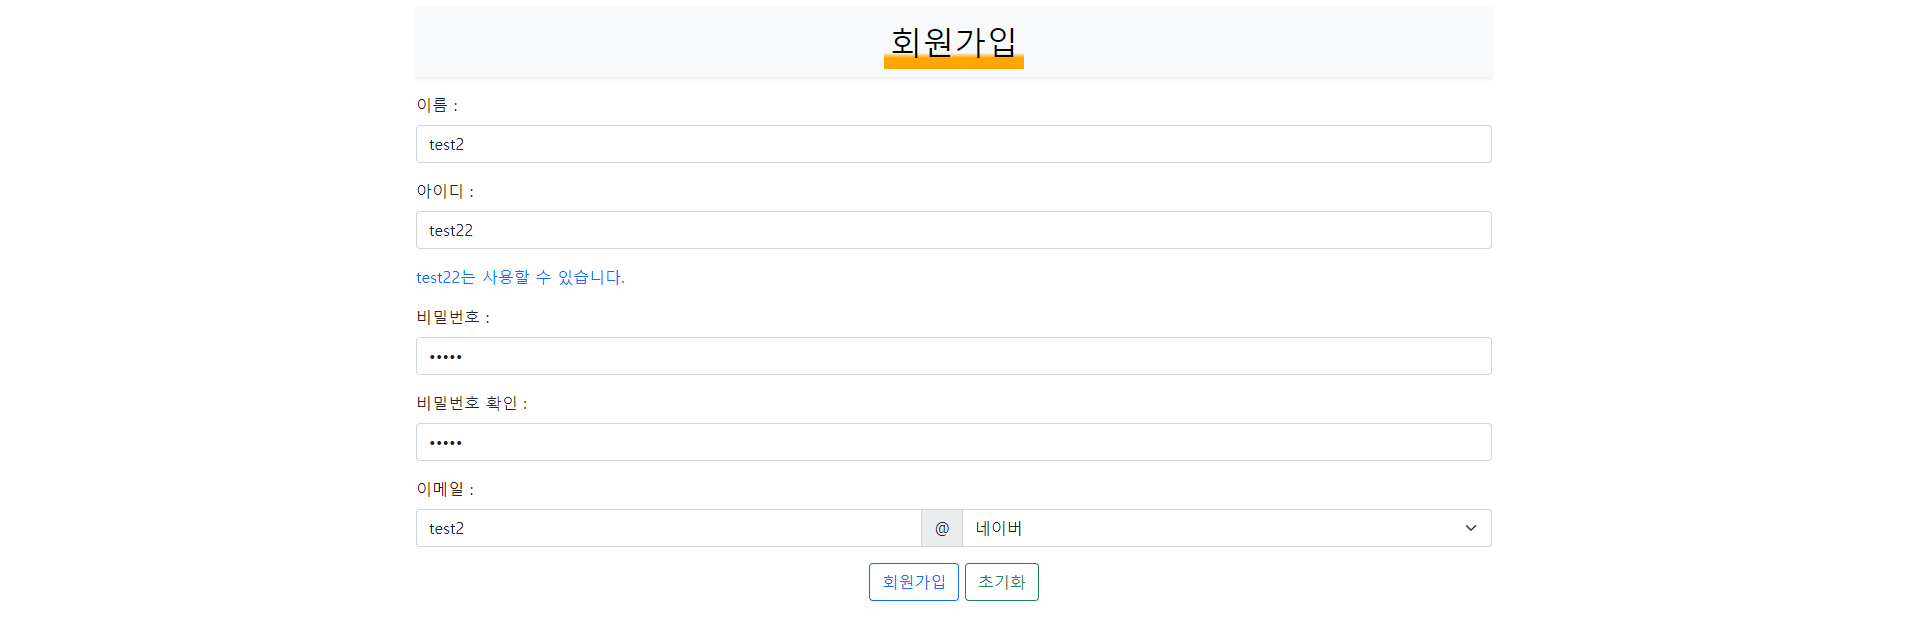 회원가입
이름 :
test2
아이디 :
test22
test22는 사용할 수 있습니다.
비밀번호 :
•••••
비밀번호 확인 :
•••••
이메일 :
test2 @ 네이버
회원가입 초기화